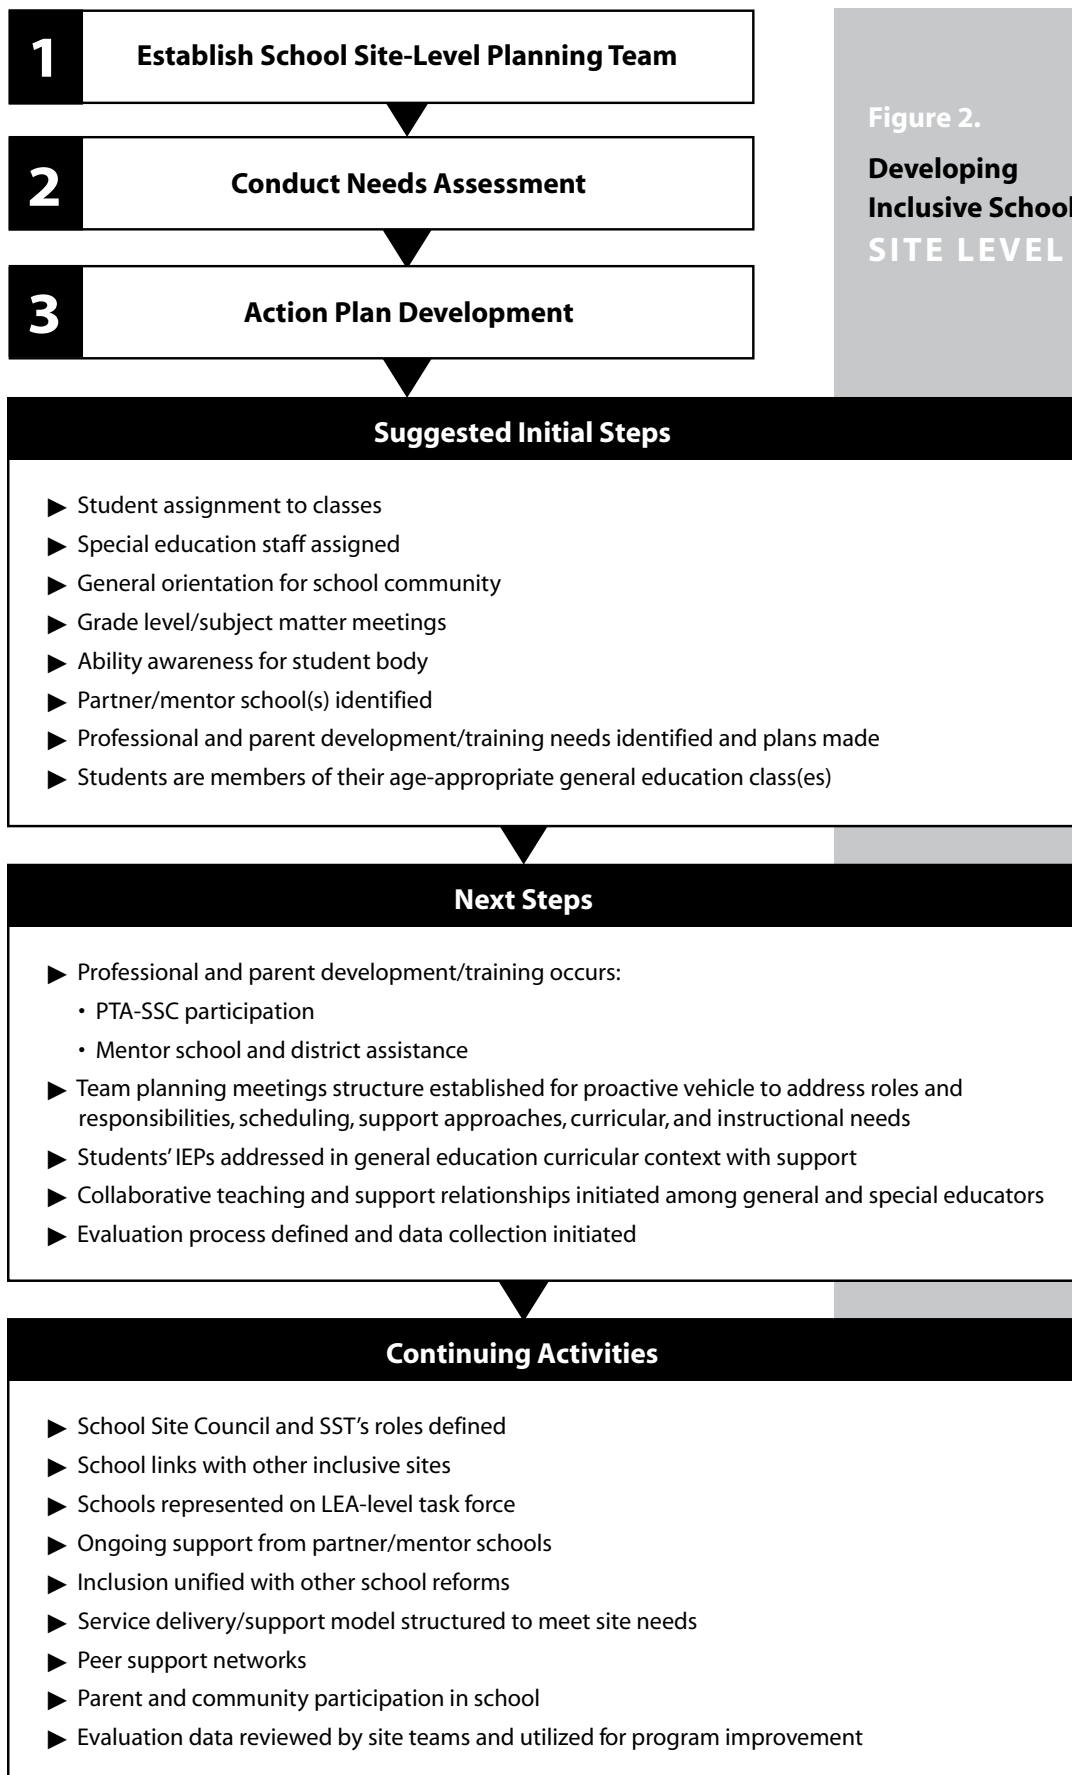 1
Establish School Site-Level Planning Team
2
Conduct Needs Assessment
3
Action Plan Development
Figure 2.
Developing
Inclusive School
SITE LEVEL
Suggested Initial Steps
▶ Student assignment to classes
▶ Special education staff assigned
▶ General orientation for school community
▶ Grade level/subject matter meetings
▶ Ability awareness for student body
▶ Partner/mentor school(s) identified
▶ Professional and parent development/training needs identified and plans made
▶ Students are members of their age-appropriate general education class(es)
Next Steps
▶ Professional and parent development/training occurs:
• PTA-SSC participation
• Mentor school and district assistance
▶ Team planning meetings structure established for proactive vehicle to address roles and
responsibilities, scheduling, support approaches, curricular, and instructional needs
▶ Students' IEPs addressed in general education curricular context with support
▶ Collaborative teaching and support relationships initiated among general and special educators
▶ Evaluation process defined and data collection initiated
Continuing Activities
▶ School Site Council and SST's roles defined
▶ School links with other inclusive sites
▶ Schools represented on LEA-level task force
▶ Ongoing support from partner/mentor schools
▶ Inclusion unified with other school reforms
▶ Service delivery/support model structured to meet site needs
▶ Peer support networks
▶ Parent and community participation in school
▶ Evaluation data reviewed by site teams and utilized for program improvement